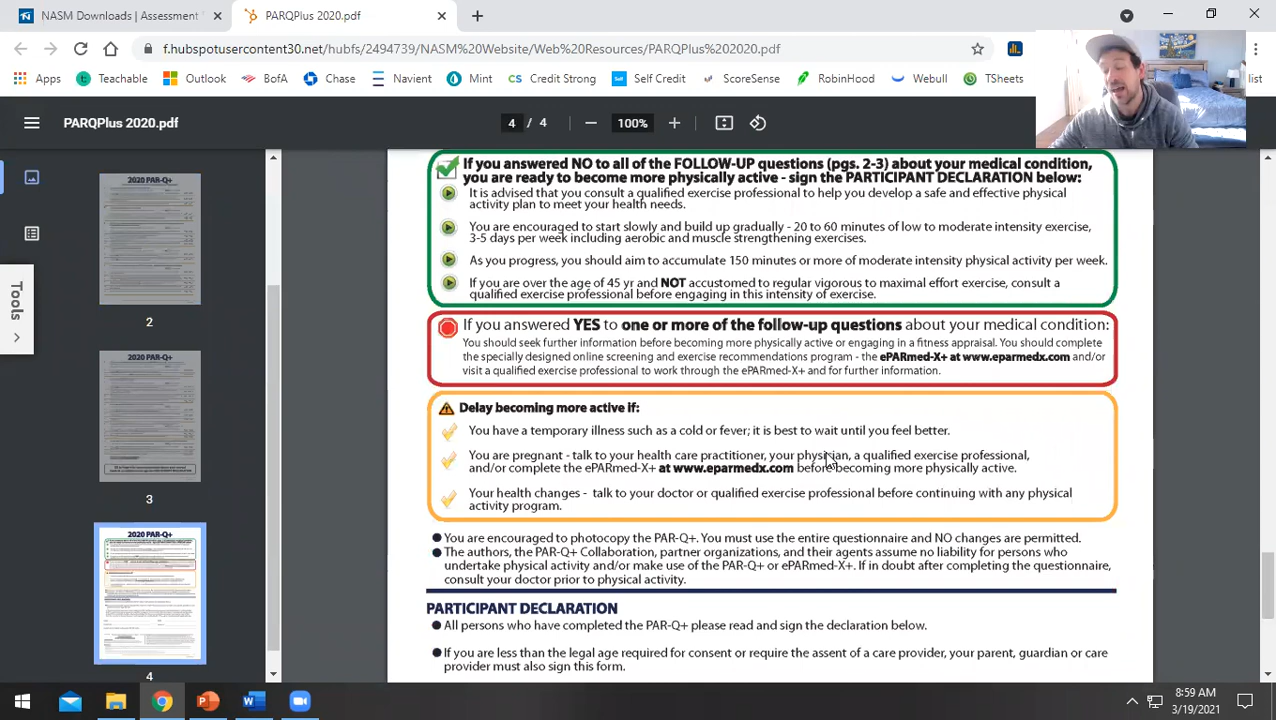 NASM Downloads | Assessment
PARQPlus 2020.pdf
f.hubspotusercontent30.net/hubfs/2494739/NASM%20Website/Web%20Resources/PARQPlus%202020.pdf
Apps
Teachable
Outlook
BofA
Chase
Navient
Mint
CS Credit Strong
Self Credit
ScoreSense
RobinHood
Webull
TSheets
PARQPlus 2020.pdf
4 / 4
100%
Tools
2020 PAR-Q+
2
2020 PAR-Q+
3
2020 PAR-Q+
4
If you answered NO to all of the FOLLOW-UP questions (pgs. 2-3) about your medical condition,
you are ready to become more physically active - sign the PARTICIPANT DECLARATION below:
It is advised that you consult a qualified exercise professional to help you develop a safe and effective physical
activity plan to meet your health needs.
You are encouraged to start slowly and build up gradually - 20 to 60 minutes of low to moderate intensity exercise,
3-5 days per week including aerobic and muscle strengthening exercises.
As you progress, you should aim to accumulate 150 minutes or more of moderate intensity physical activity per week.
If you are over the age of 45 yr and NOT accustomed to regular vigorous to maximal effort exercise, consult a
qualified exercise professional before engaging in this intensity of exercise.
If you answered YES to one or more of the follow-up questions about your medical condition:
You should seek further information before becoming more physically active or engaging in a fitness appraisal. You should complete
the specially designed online screening and exercise recommendations program - the ePARmed-X+ at www.eparmedx.com and/or
visit a qualified exercise professional to work through the ePARmed-X+ and for further information.
Delay becoming more active if:
You have a temporary illness such as a cold or fever; it is best to wait until you feel better.
You are pregnant - talk to your health care practitioner, your physician, a qualified exercise professional,
and/or complete the ePARmed-X+ at www.eparmedx.com before becoming more physically active.
Your health changes - talk to your doctor or qualified exercise professional before continuing with any physical
activity program.
You are encouraged to photocopy the PAR-Q+. You must use the entire questionnaire and NO changes are permitted.
The authors, the PAR-Q+ Collaboration, partner organizations, and their agents assume no liability for persons who
undertake physical activity and/or make use of the PAR-Q+ or ePARmed-X+. If in doubt after completing the questionnaire,
consult your doctor prior to physical activity.
PARTICIPANT DECLARATION
All persons who have completed the PAR-Q+ please read and sign the declaration below.
If you are less than the legal age required for consent or require the assent of a care provider, your parent, guardian or care
provider must also sign this form.
8:59 AM
3/19/2021